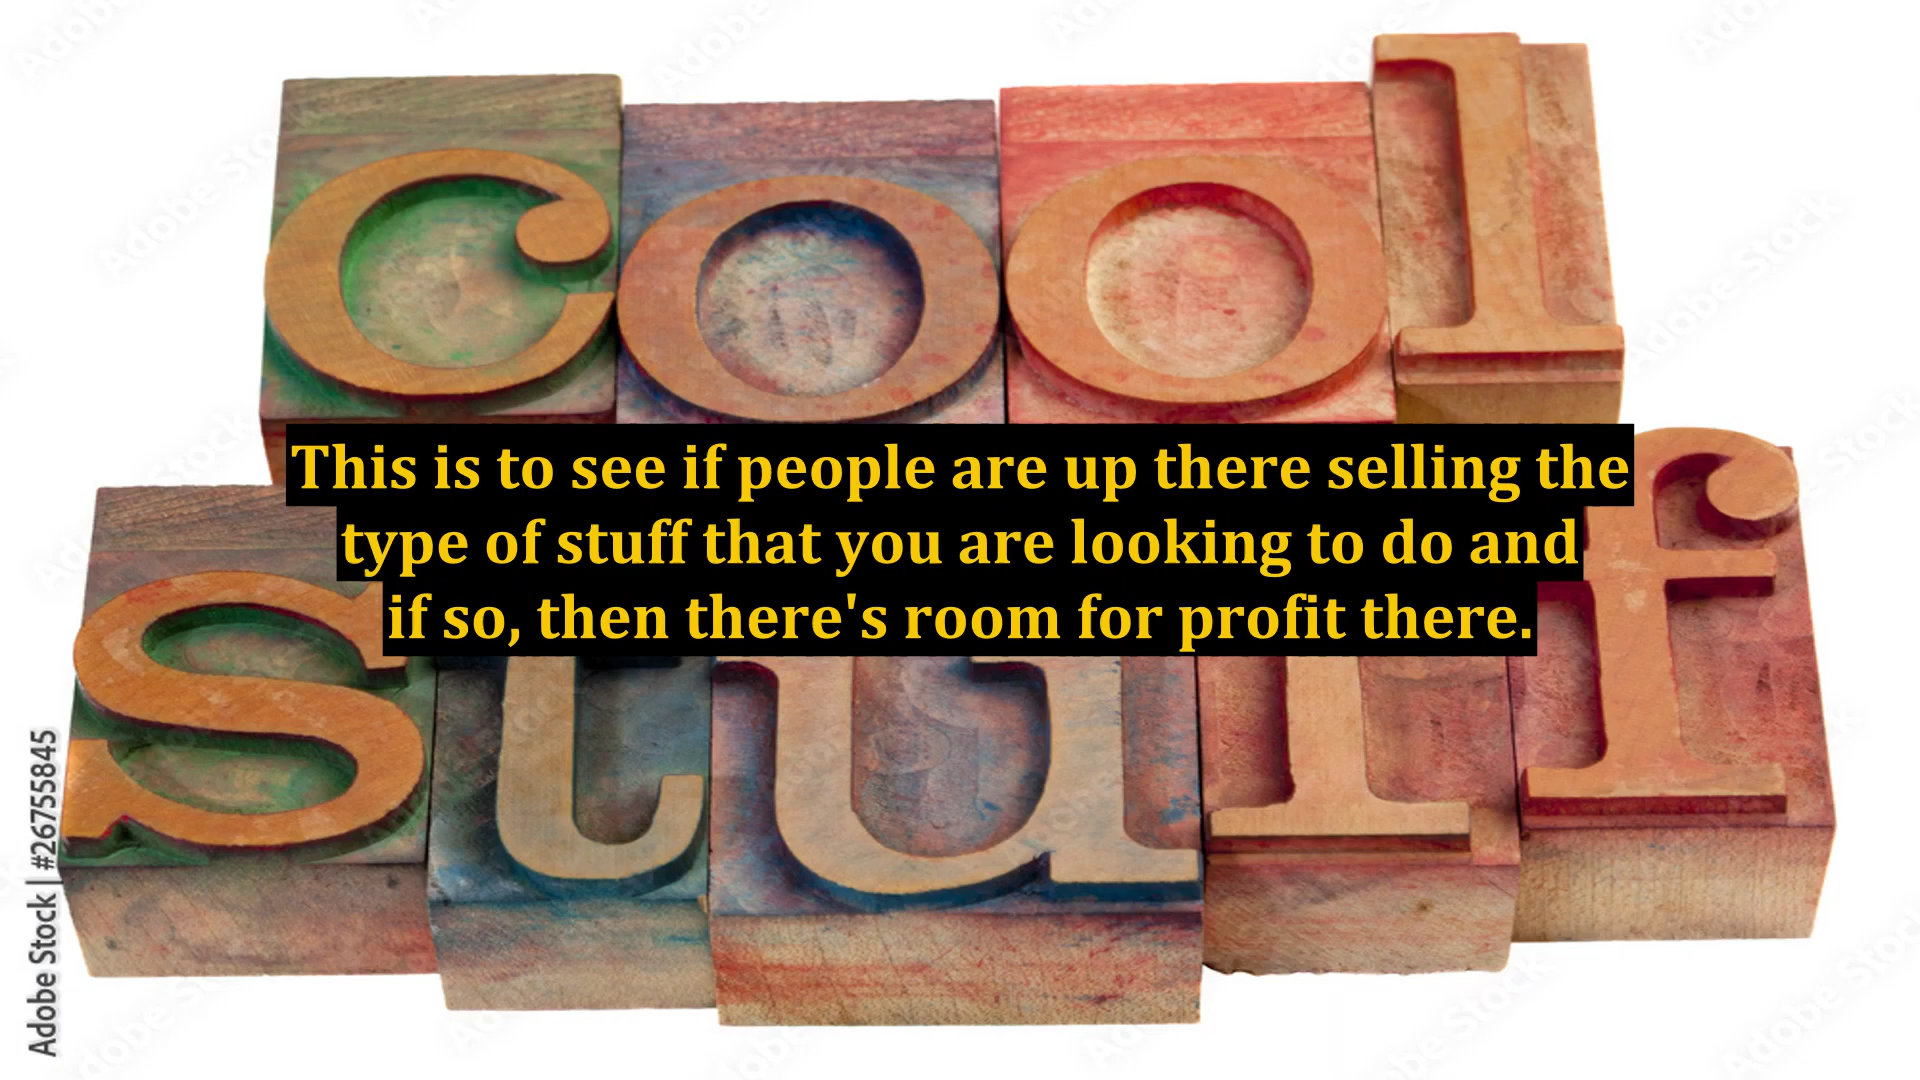 cool
This is to see if people are up there selling the
type of stuff that you are looking to do and
if so, then there's room for profit there.
stuff
Adobe Stock | #26755845